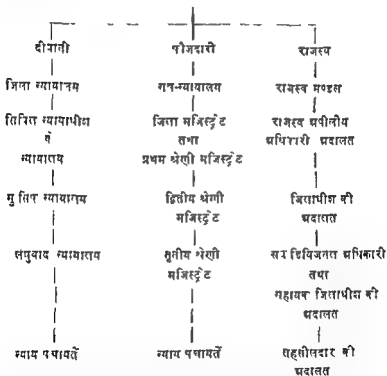 दीवानी
फौजदारी
राजस्व
जिला न्यायालय
सत्र-न्यायालय
राजस्व मण्डल
सिविल न्यायाधीश
के
न्यायालय
जिला मजिस्ट्रेट
तथा
प्रथम श्रेणी मजिस्ट्रेट
राजस्व अपीलीय
अधिकारी अदालत
मुंसिफ न्यायालय
द्वितीय श्रेणी
मजिस्ट्रेट
जिलाधीश की
अदालत
लघुवाद न्यायालय
तृतीय श्रेणी
मजिस्ट्रेट
सब डिविजनल अधिकारी
तथा
सहायक जिलाधीश की
अदालत
न्याय पंचायतें
न्याय पंचायतें
तहसीलदार की
अदालत